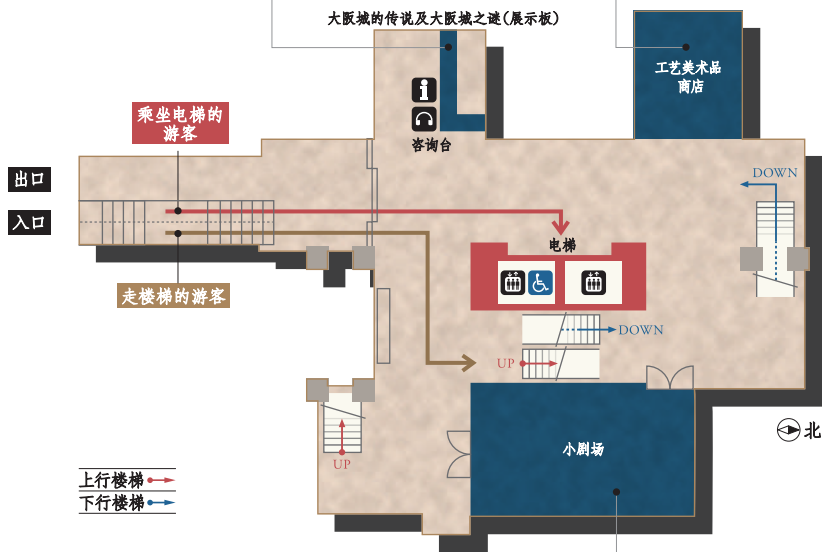 大阪城的传说及大阪城之谜(展示板)
工艺美术品
商店
乘坐电梯的
游客
咨询台
出口
入口
DOWN
电梯
走楼梯的游客
DOWN
UP
北
小剧场
UP
上行楼梯
下行楼梯